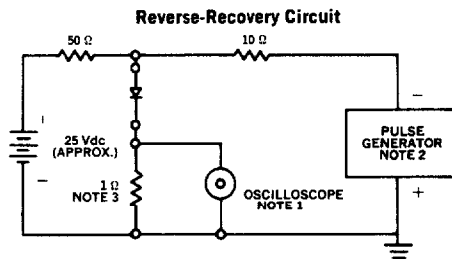 Reverse-Recovery Circuit
50 Ω
10 Ω
+
25 Vdc
(APPROX.)
−
1 Ω
NOTE 3
OSCILLOSCOPE
NOTE 1
−
PULSE
GENERATOR
NOTE 2
+